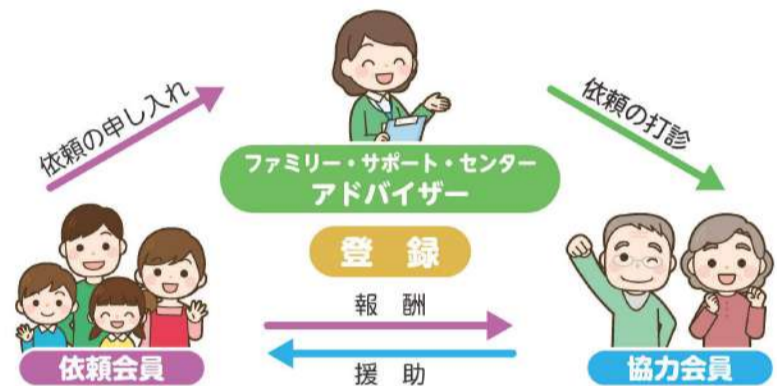 依頼の申し入れ
依頼の打診
ファミリー・サポート・センター
アドバイザー
登 録
報 酬
援 助
依頼会員
協力会員